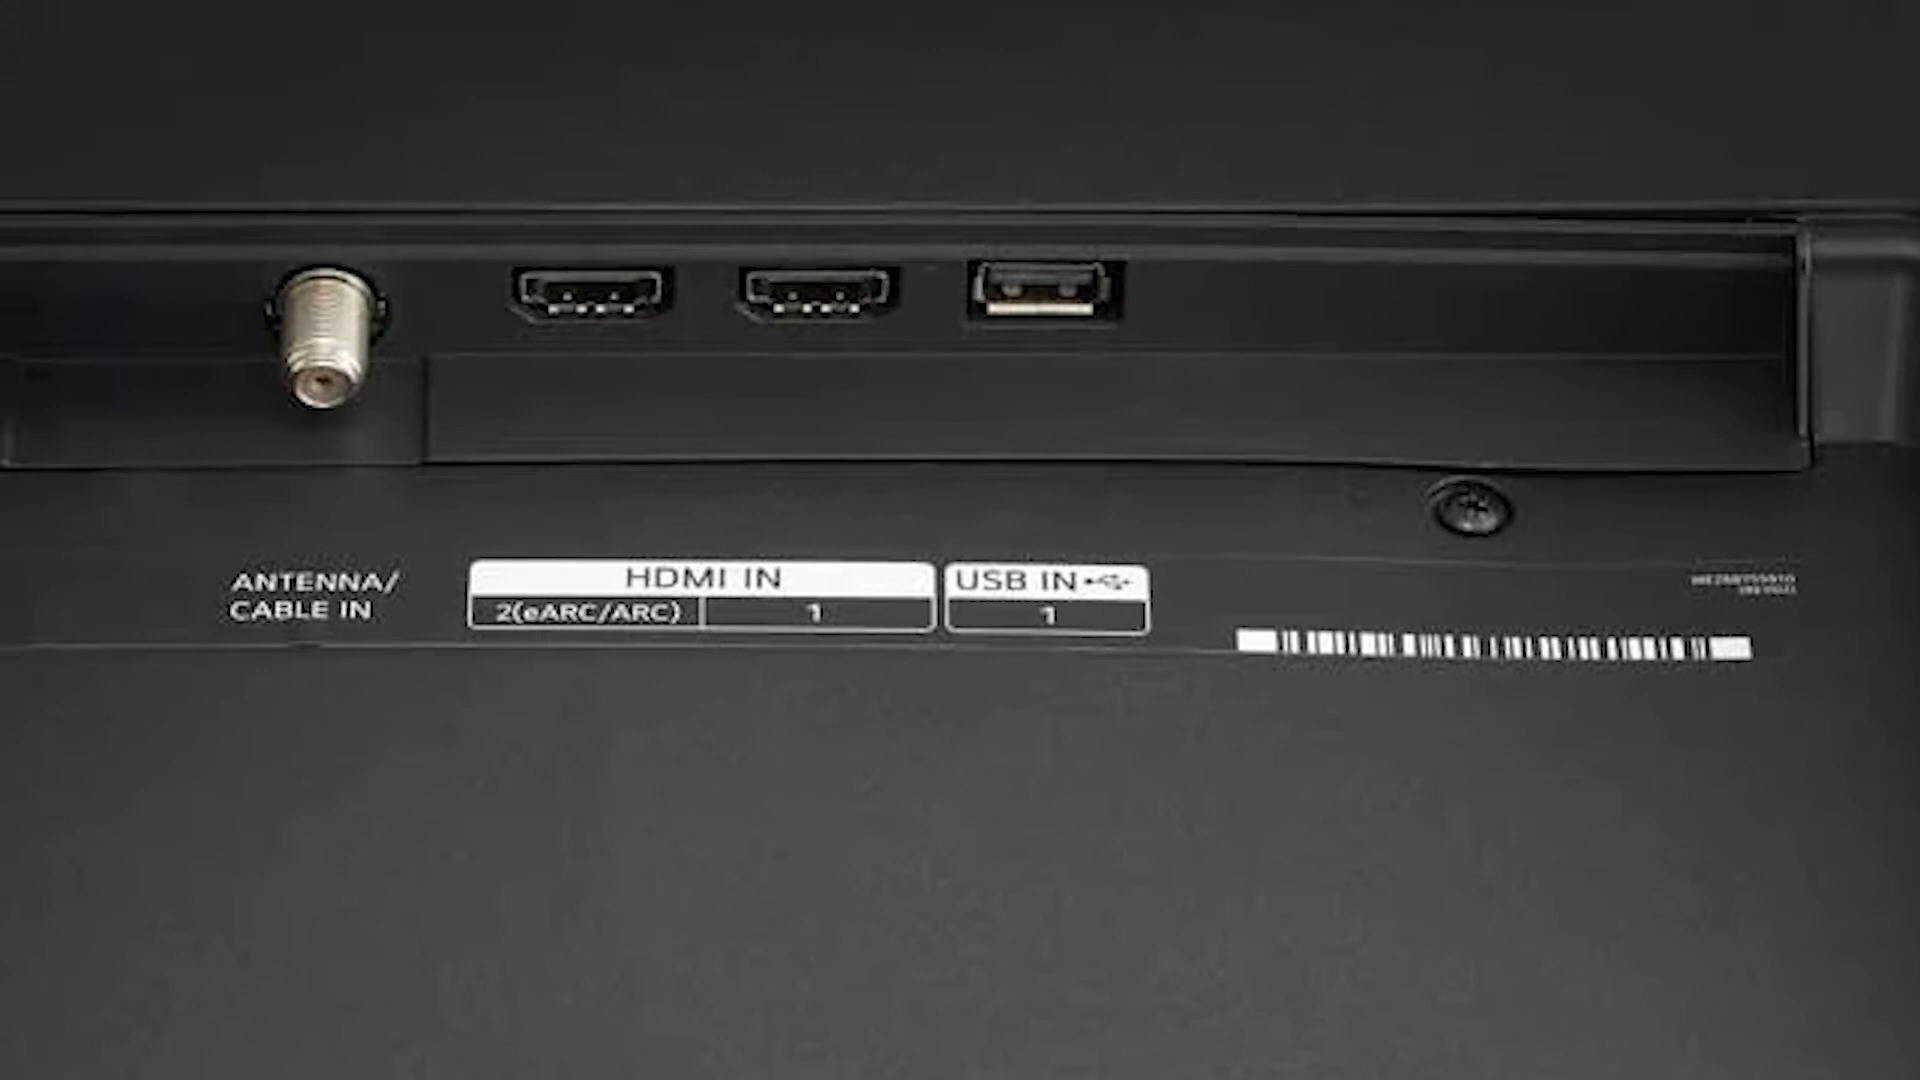 ANTENNA/
CABLE IN
HDMI IN
2(eARC/ARC) 1
USB IN
1